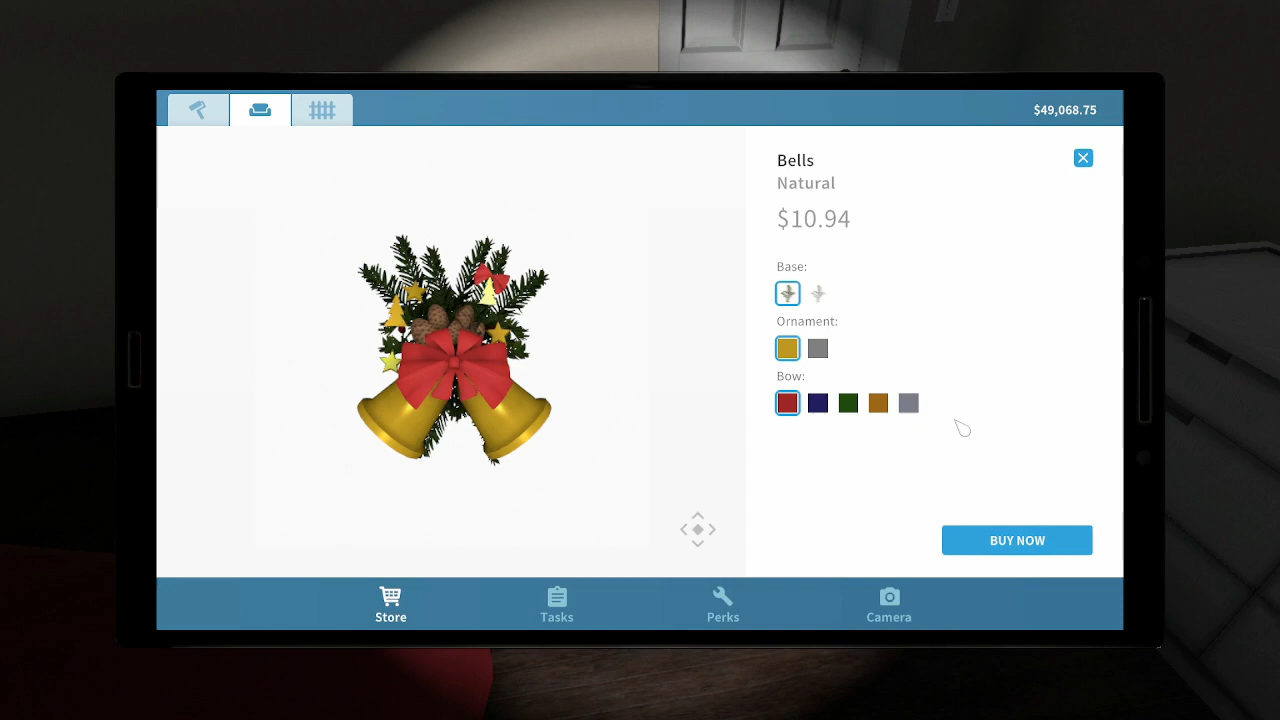 $49,068.75
Bells
Natural
$10.94
Base:
Ornament:
Bow:
BUY NOW
Store
Tasks
Perks
Camera